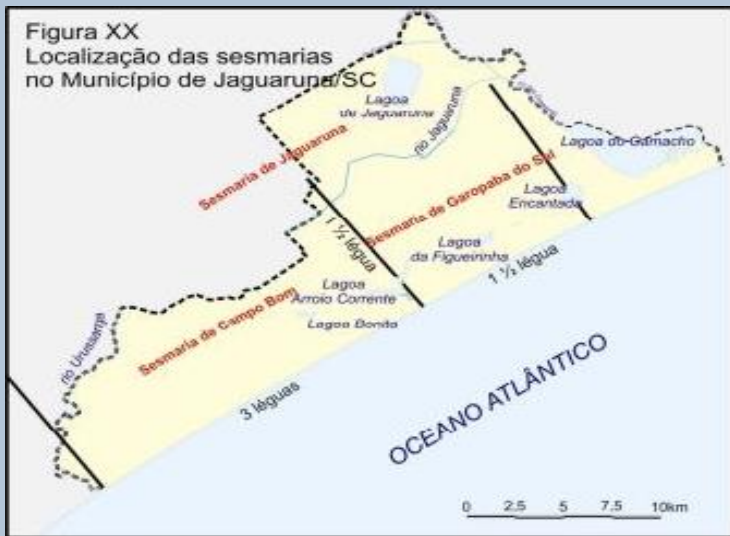 Figura XX
Localização das sesmarias
no Município de Jaguaruna/SC
Lagoa
de Jaguaruna
rio Jaguaruna
Lagoa do Gamacho
Sesmaria de Jaguaruna
Sesmaria de Garopaba do Sul
Lagoa
Encantada
1 ½ légua
Lagoa
da Figueirinha
1 ½ légua
Lagoa
Arroio Corrente
Lagoa Bonita
Sesmaria de Campo Bom
rio Urussanga
3 léguas
OCEANO ATLÂNTICO
0 2,5 5 7,5 10km